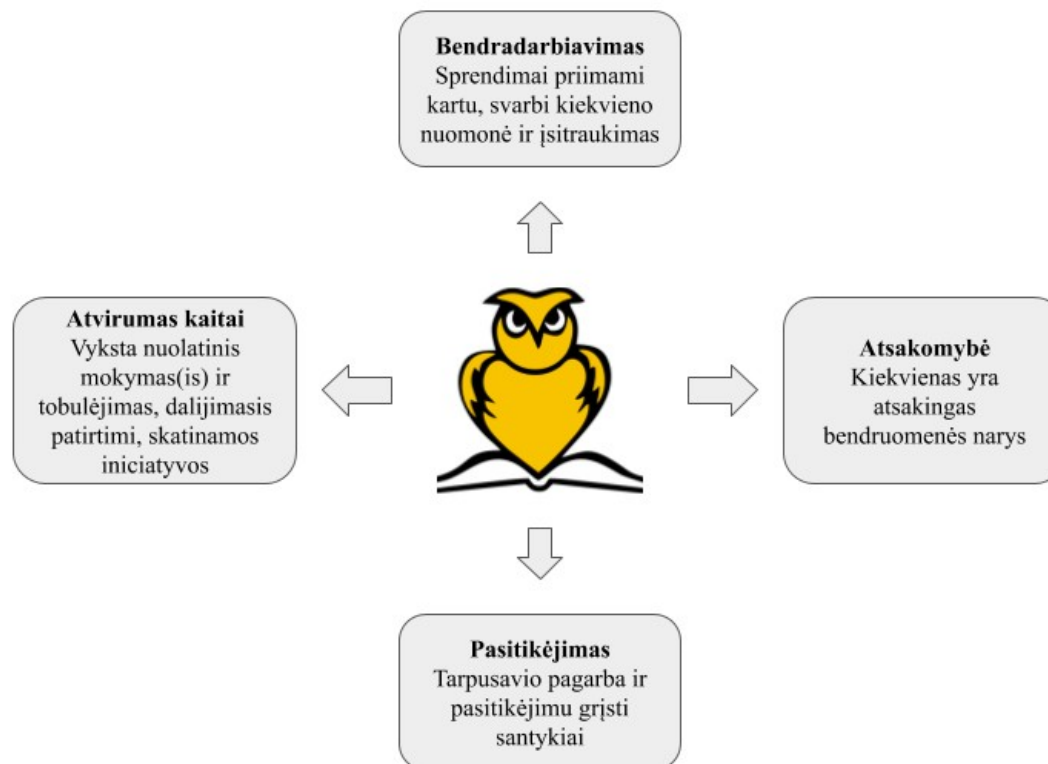 Bendradarbiavimas
Sprendimai priimami
kartu, svarbi kiekvieno
nuomonė ir įsitraukimas
Atvirumas kaitai
Vyksta nuolatinis
mokymas(is) ir
tobulėjimas, dalijimasis
patirtimi, skatinamos
iniciatyvos
Atsakomybė
Kiekvienas yra
atsakingas
bendruomenės narys
Pasitikėjimas
Tarpusavio pagarba ir
pasitikėjimu grįsti
santykiai